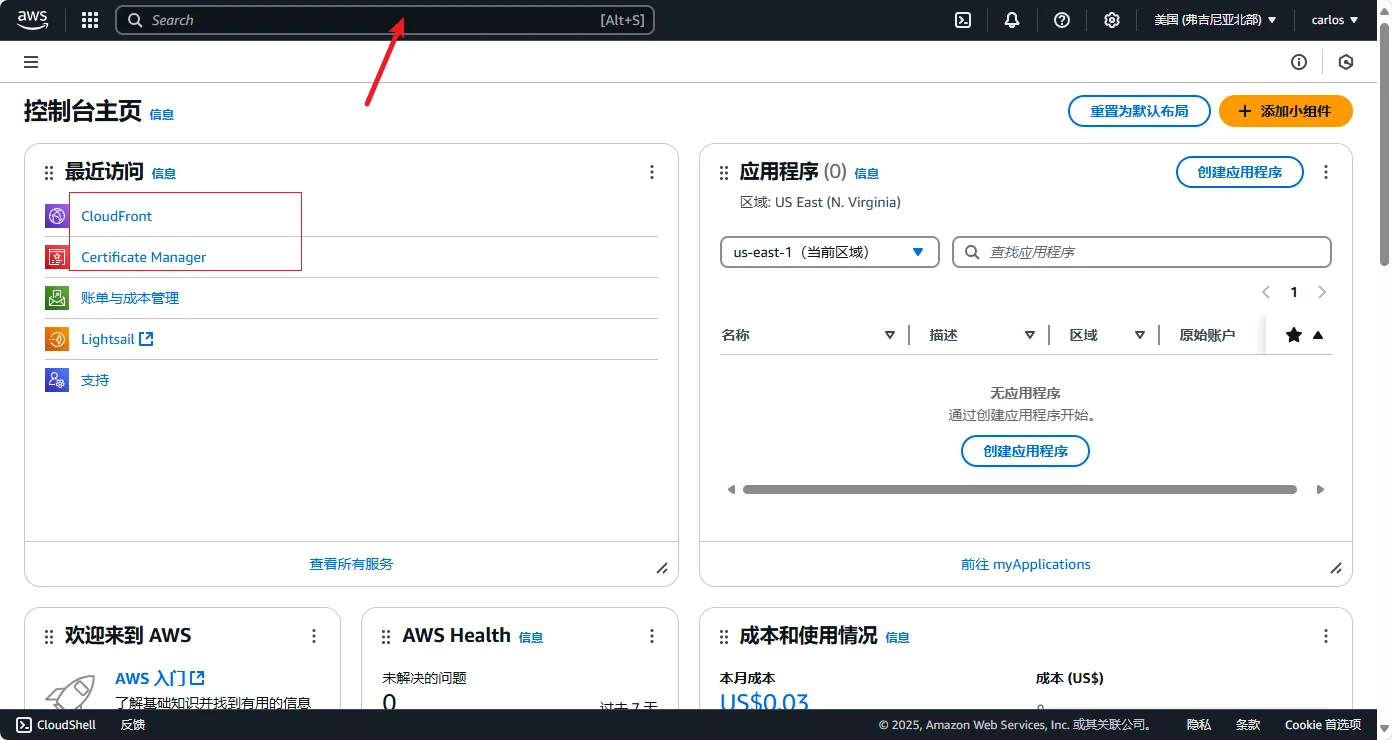 aws
Search [Alt+S] 美国 (弗吉尼亚北部) carlos
控制台主页 信息 重置为默认布局 添加小组件
最近访问 信息
CloudFront
Certificate Manager
账单与成本管理
Lightsail
支持
查看所有服务
应用程序 (0) 信息 创建应用程序
区域: US East (N. Virginia)
us-east-1（当前区域） 查找应用程序
1
名称 描述 区域 原始账户
无应用程序
通过创建应用程序开始。
创建应用程序
前往 myApplications
欢迎来到 AWS
AWS 入门
了解基础知识并找到有用的信息
AWS Health 信息
未解决的问题
0 过去 7 天
成本和使用情况 信息
本月成本 成本 (US$)
US$0.03
CloudShell 反馈 © 2025, Amazon Web Services, Inc. 或其关联公司。 隐私 条款 Cookie 首选项